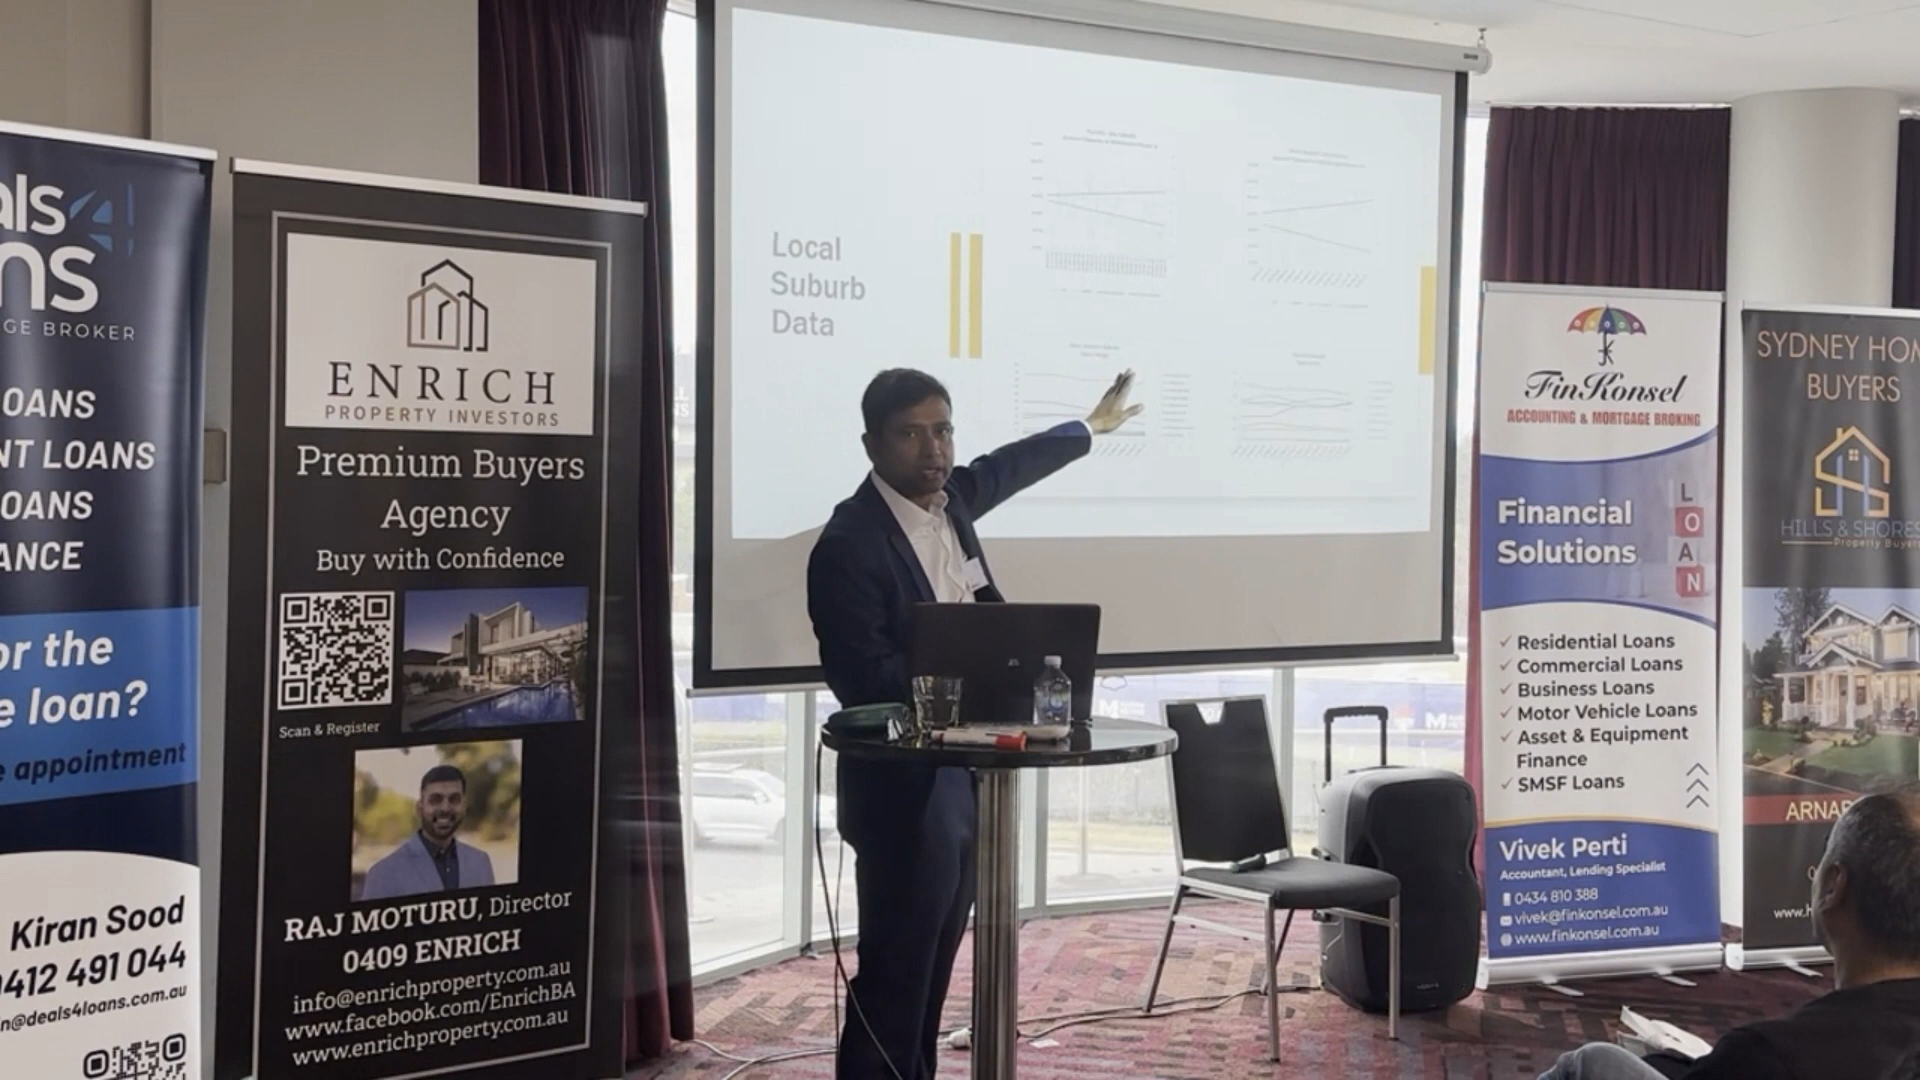 als4
ns
GE BROKER
OANS
NT LOANS
OANS
ANCE
or the
e loan?
e appointment
Kiran Sood
0412 491 044
n@deals4loans.com.au
ENRICH
PROPERTY INVESTORS
Premium Buyers
Agency
Buy with Confidence
Scan & Register
RAJ MOTURU, Director
0409 ENRICH
info@enrichproperty.com.au
www.facebook.com/EnrichBA
www.enrichproperty.com.au
Local
Suburb
Data
FinKonsel
ACCOUNTING & MORTGAGE BROKING
Financial
Solutions
LOAN
Residential Loans
Commercial Loans
Business Loans
Motor Vehicle Loans
Asset & Equipment
Finance
SMSF Loans
Vivek Perti
Accountant, Lending Specialist
0434 810 388
vivek@finkonsel.com.au
www.finkonsel.com.au
SYDNEY HOM
BUYERS
HILLS & SHORES
Property Buyers
ARNA
www.h